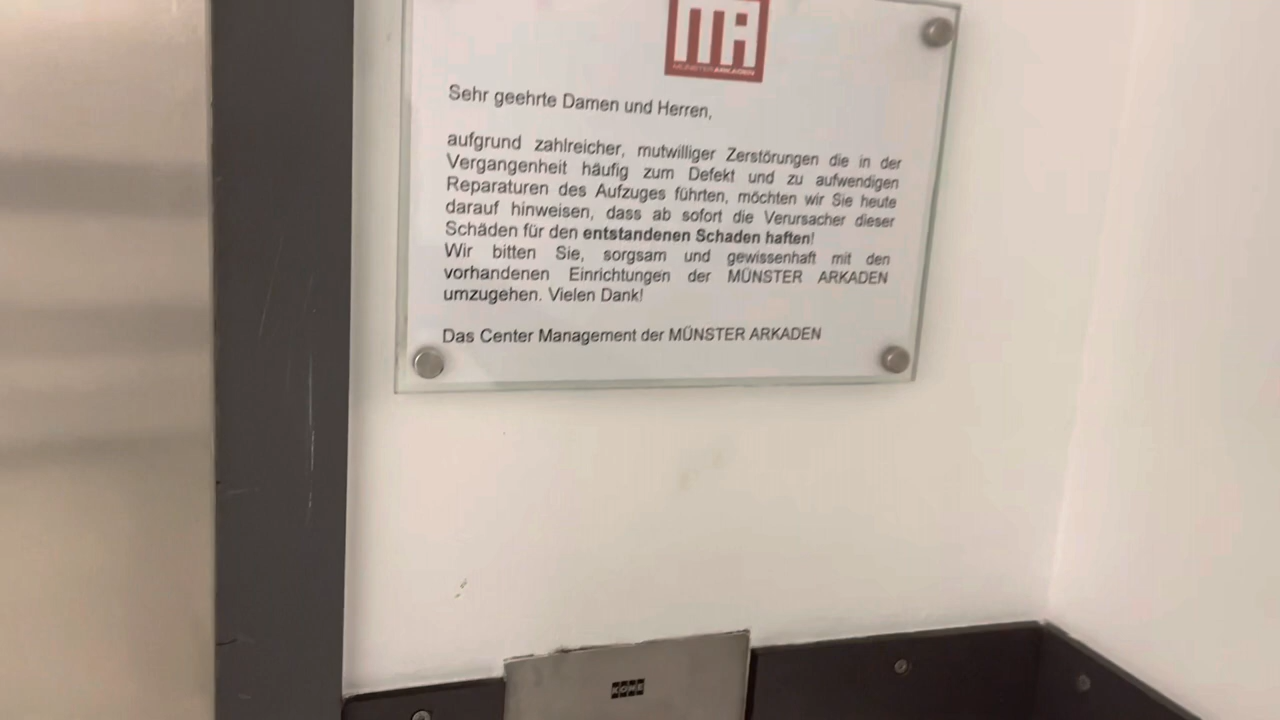 MÜNSTER ARKADEN
Sehr geehrte Damen und Herren,
aufgrund zahlreicher, mutwilliger Zerstörungen die in der
Vergangenheit häufig zum Defekt und zu aufwendigen
Reparaturen des Aufzuges führten, möchten wir Sie heute
darauf hinweisen, dass ab sofort die Verursacher dieser
Schäden für den entstandenen Schaden haften!
Wir bitten Sie, sorgsam und gewissenhaft mit den
vorhandenen Einrichtungen der MÜNSTER ARKADEN
umzugehen. Vielen Dank!
Das Center Management der MÜNSTER ARKADEN
KONE